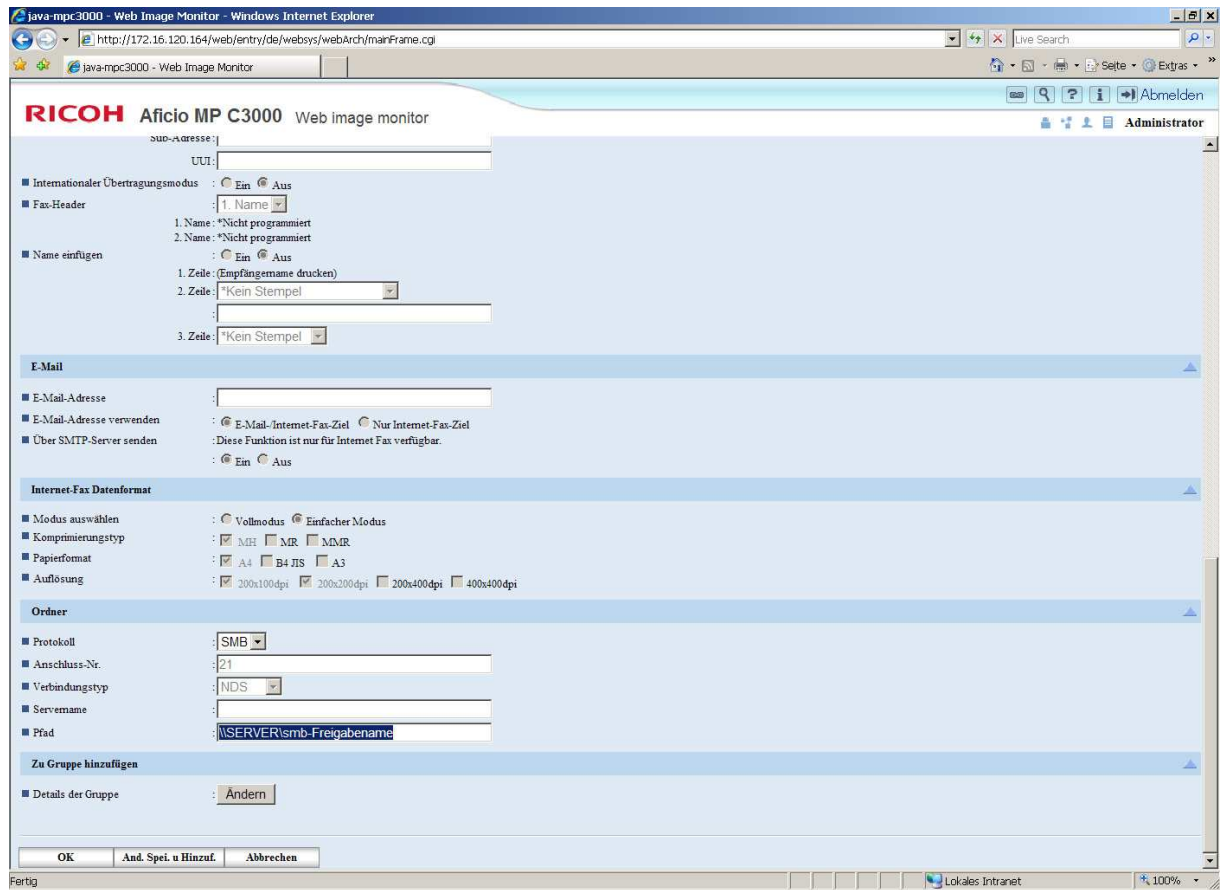 java-mpc3000 - Web Image Monitor - Windows Internet Explorer
http://172.16.120.164/web/entry/de/websys/webArch/mainFrame.cgi
Live Search
java-mpc3000 - Web Image Monitor
Seite
Extras
Abmelden
RICOH Aficio MP C3000 Web image monitor
Administrator
Sub-Adresse:
UUI:
Internationaler Übertragungsmodus : Ein Aus
Fax-Header : 1. Name
1. Name : *Nicht programmiert
2. Name : *Nicht programmiert
Name einfügen : Ein Aus
1. Zeile : (Empfängername drucken)
2. Zeile : *Kein Stempel
:
3. Zeile : *Kein Stempel
E-Mail
E-Mail-Adresse :
E-Mail-Adresse verwenden : E-Mail-/Internet-Fax-Ziel Nur Internet-Fax-Ziel
Über SMTP-Server senden : Diese Funktion ist nur für Internet Fax verfügbar.
: Ein Aus
Internet-Fax Datenformat
Modus auswählen : Vollmodus Einfacher Modus
Komprimierungstyp : MH MR MMR
Papierformat : A4 B4 JIS A3
Auflösung : 200x100dpi 200x200dpi 200x400dpi 400x400dpi
Ordner
Protokoll : SMB
Anschluss-Nr. : 21
Verbindungstyp : NDS
Servername :
Pfad : \\SERVER\smb-Freigabename
Zu Gruppe hinzufügen
Details der Gruppe : Ändern
OK And. Spei. u Hinzuf. Abbrechen
Fertig
Lokales Intranet
100%